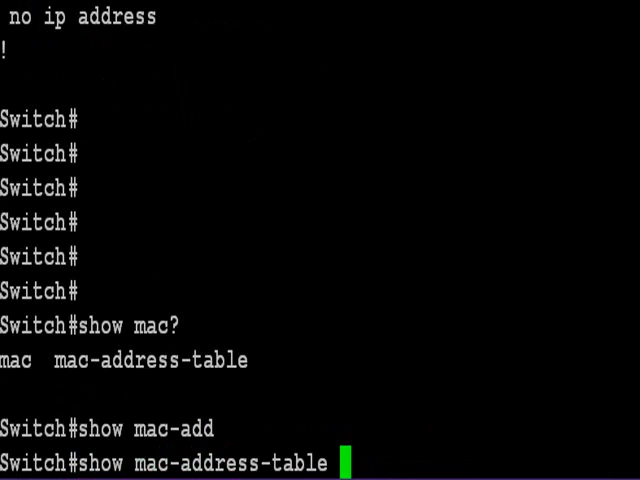 no ip address
!
Switch#
Switch#
Switch#
Switch#
Switch#
Switch#
Switch#show mac?
mac  mac-address-table
Switch#show mac-add
Switch#show mac-address-table